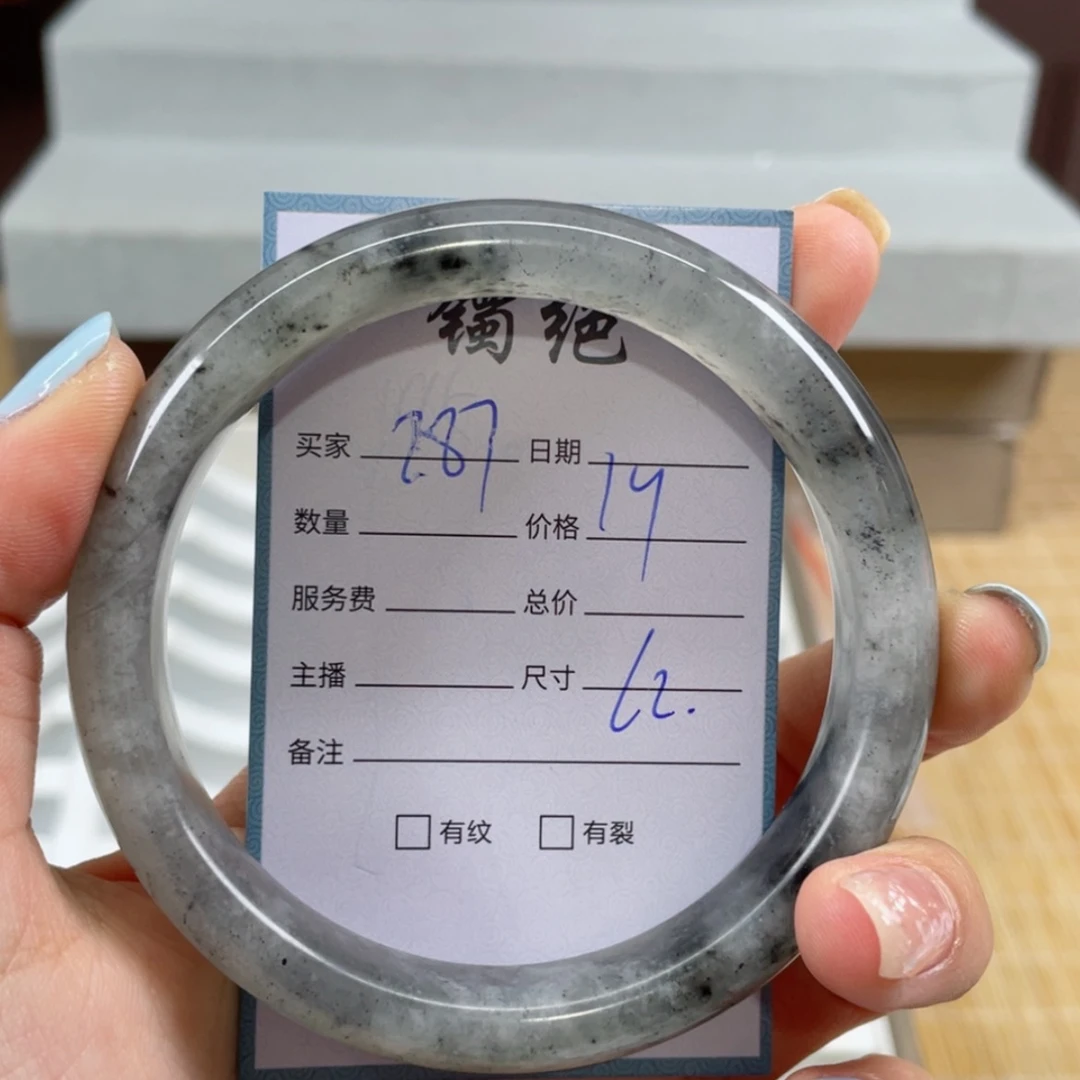 镯绝
买家 287 日期
数量 价格 14
服务费 总价
主播 尺寸 62.
备注
有纹 有裂